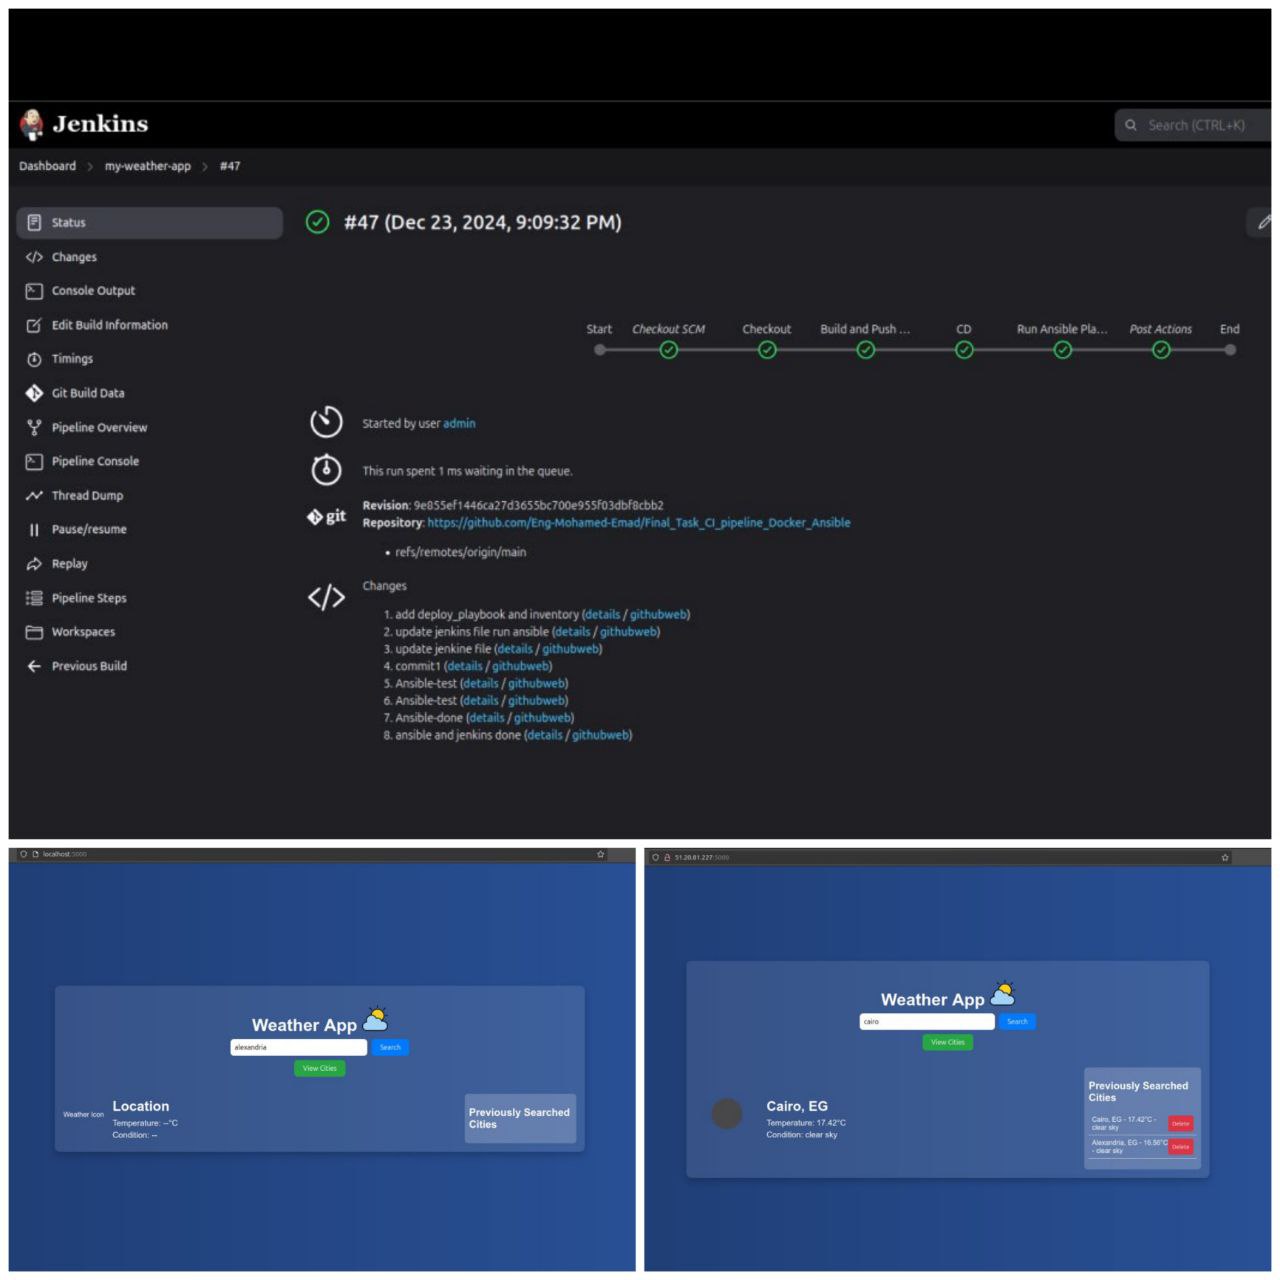 Jenkins
Search (CTRL+K)
Dashboard > my-weather-app > #47
Status
Changes
Console Output
Edit Build Information
Timings
Git Build Data
Pipeline Overview
Pipeline Console
Thread Dump
Pause/resume
Replay
Pipeline Steps
Workspaces
Previous Build
#47 (Dec 23, 2024, 9:09:32 PM)
Start Checkout SCM Checkout Build and Push ... CD Run Ansible Pla... Post Actions End
Started by user admin
This run spent 1 ms waiting in the queue.
git
Revision: 9e855ef1446ca27d3655bc700e955f03dbf8cbb2
Repository: https://github.com/Eng-Mohamed-Emad/Final_Task_CI_pipeline_Docker_Ansible
• refs/remotes/origin/main
Changes
1. add deploy_playbook and inventory (details / githubweb)
2. update jenkins file run ansible (details / githubweb)
3. update jenkine file (details / githubweb)
4. commit1 (details / githubweb)
5. Ansible-test (details / githubweb)
6. Ansible-test (details / githubweb)
7. Ansible-done (details / githubweb)
8. ansible and jenkins done (details / githubweb)
localhost:5000
Weather App
alexandria
Search
View Cities
Weather Icon
Location
Temperature: --°C
Condition: --
Previously Searched
Cities
51.20.81.227:5000
Weather App
cairo
Search
View Cities
Cairo, EG
Temperature: 17.42°C
Condition: clear sky
Previously Searched
Cities
Cairo, EG - 17.42°C -
clear sky
Delete
Alexandria, EG - 16.56°C
- clear sky
Delete